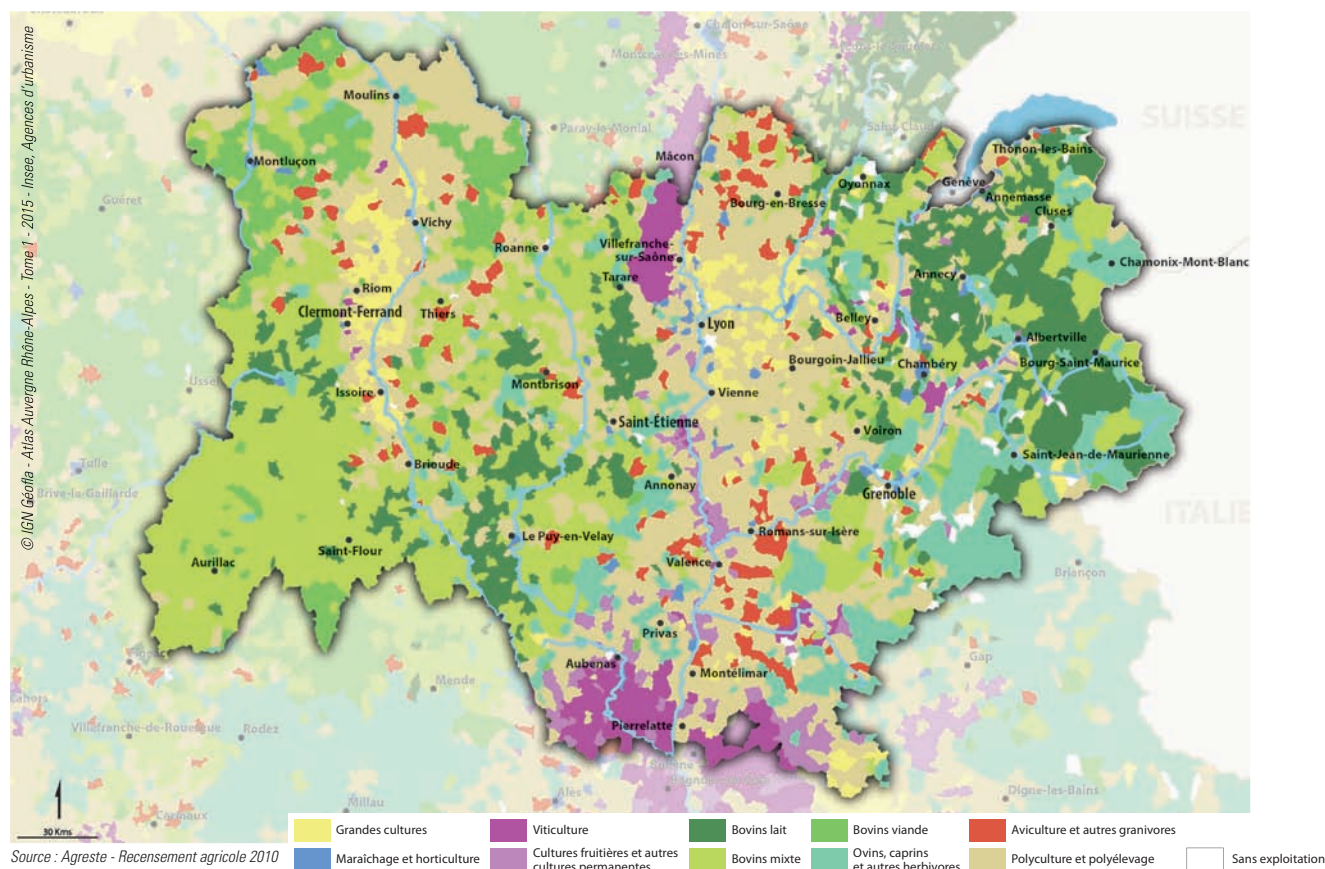 © IGN Géofla - Atlas Auvergne Rhône-Alpes - Tome 1 - 2015 - Insee, Agences d'urbanisme
Chalon-sur-Saône
Montceau-les-Mines
Moulins
Paray-le-Monial
Saint-Claude
SUISSE
Mâcon
Thonon-les-Bains
Montluçon
Oyonnax
Genève
Annemasse
Guéret
Bourg-en-Bresse
Cluses
Vichy
Roanne
Villefranche-
sur-Saône
Chamonix-Mont-Blanc
Tarare
Annecy
Riom
Clermont-Ferrand
Thiers
Lyon
Belley
Albertville
Bourgoin-Jallieu
Chambéry
Bourg-Saint-Maurice
Ussel
Montbrison
Issoire
Vienne
Saint-Étienne
Voiron
Saint-Jean-de-Maurienne
Tulle
Brioude
Annonay
Grenoble
Brive-la-Gaillarde
ITALIE
Le Puy-en-Velay
Romans-sur-Isère
Saint-Flour
Aurillac
Valence
Briançon
Privas
Aubenas
Montélimar
Gap
Mende
Cahors
Villefranche-de-Rouergue
Rodez
Pierrelatte
Bollène
Alès
Digne-les-Bains
Millau
Carmaux
30 Kms
Grandes cultures
Viticulture
Bovins lait
Bovins viande
Aviculture et autres granivores
Maraîchage et horticulture
Cultures fruitières et autres
cultures permanentes
Bovins mixte
Ovins, caprins
et autres herbivores
Polyculture et polyélevage
Sans exploitation
Source : Agreste - Recensement agricole 2010